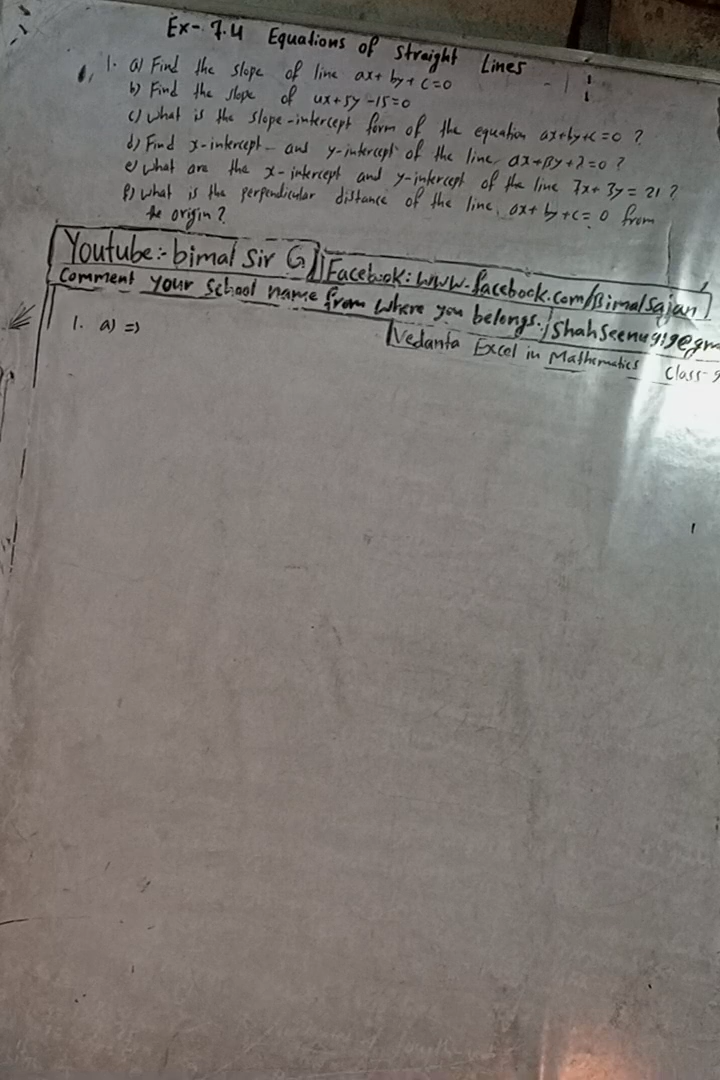 Ex- 7.4 Equations of straight Lines
1. a) Find the slope of line ax+by+c=0
b) Find the slope of 4x+5y-15=0
c) What is the slope-intercept form of the equation ax+by+c=0 ?
d) Find x-intercept and y-intercept of the line, αx+βy+λ=0 ?
e) What are the x-intercept and y-intercept of the line 7x+3y=21 ?
f) What is the perpendicular distance of the line, ax+by+c=0 from
the origin ?
Youtube:- bimal Sir G Facebook: www.facebook.com/Bimalsajan
Comment your School name from where you belongs.
Vedanta Excel in Mathematics Class-9
1. a) =>